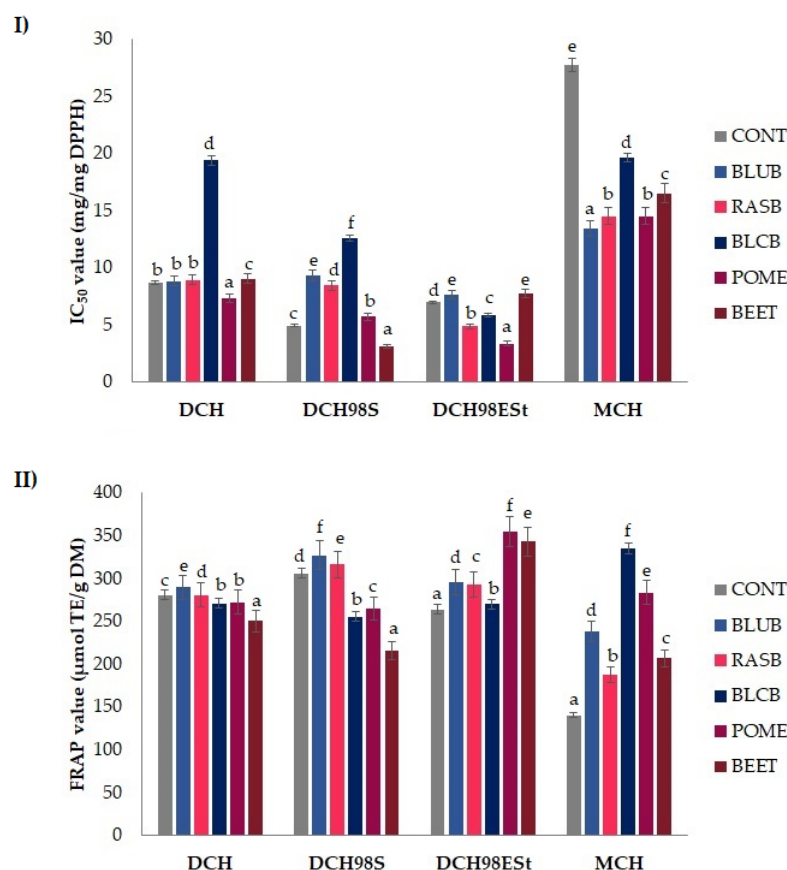 I)
IC50 value (mg/mg DPPH)
30
25
20
15
10
5
0
b b b d a c
c e d f b a
d e b c a e
e a b d b c
DCH DCH98S DCH98ESt MCH
CONT
BLUB
RASB
BLCB
POME
BEET
II)
FRAP value (µmol TE/g DM)
400
350
300
250
200
150
100
50
0
c e d b b a
d f e b c a
a d c b f e
a d b f e c
DCH DCH98S DCH98ESt MCH
CONT
BLUB
RASB
BLCB
POME
BEET